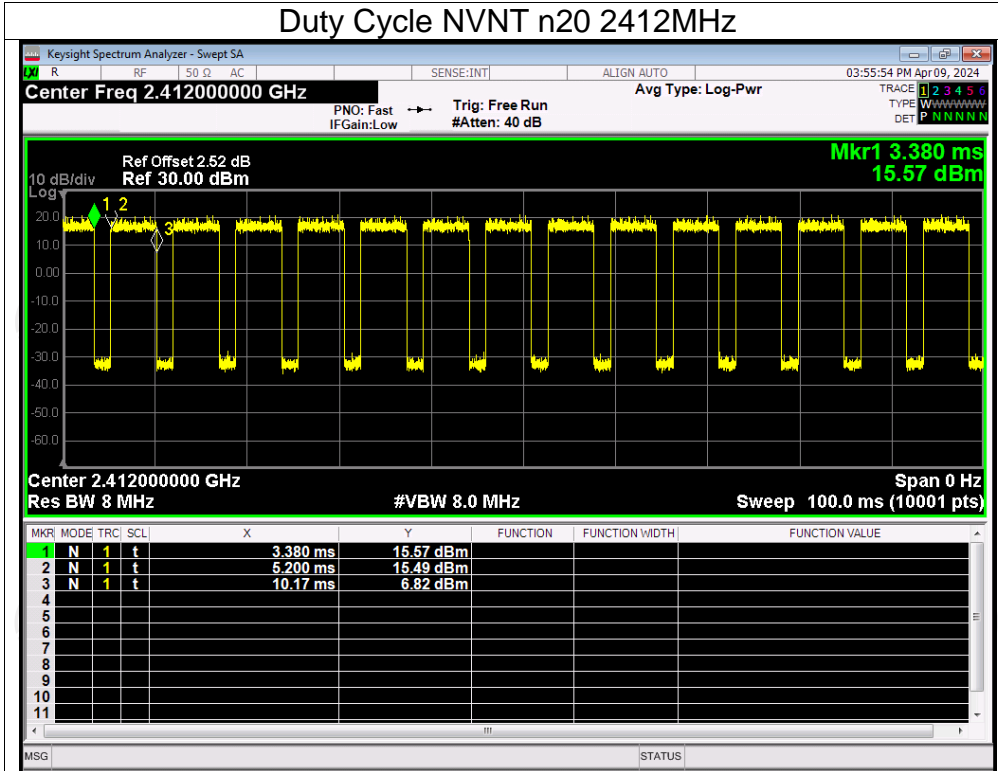 Duty Cycle NVNT n20 2412MHz
Keysight Spectrum Analyzer - Swept SA
LXI R RF 50 Ω AC SENSE:INT ALIGN AUTO 03:55:54 PM Apr 09, 2024
Center Freq 2.412000000 GHz Avg Type: Log-Pwr TRACE 1 2 3 4 5 6
PNO: Fast Trig: Free Run TYPE WWWWWW
IFGain:Low #Atten: 40 dB DET P N N N N N
Mkr1 3.380 ms
Ref Offset 2.52 dB
10 dB/div Ref 30.00 dBm 15.57 dBm
Log
1 2
20.0
3
10.0
0.00
-10.0
-20.0
-30.0
-40.0
-50.0
-60.0
Center 2.412000000 GHz Span 0 Hz
Res BW 8 MHz #VBW 8.0 MHz Sweep 100.0 ms (10001 pts)
MKR MODE TRC SCL X Y FUNCTION FUNCTION WIDTH FUNCTION VALUE
1 N 1 t 3.380 ms 15.57 dBm
2 N 1 t 5.200 ms 15.49 dBm
3 N 1 t 10.17 ms 6.82 dBm
4
5
6
7
8
9
10
11
MSG STATUS